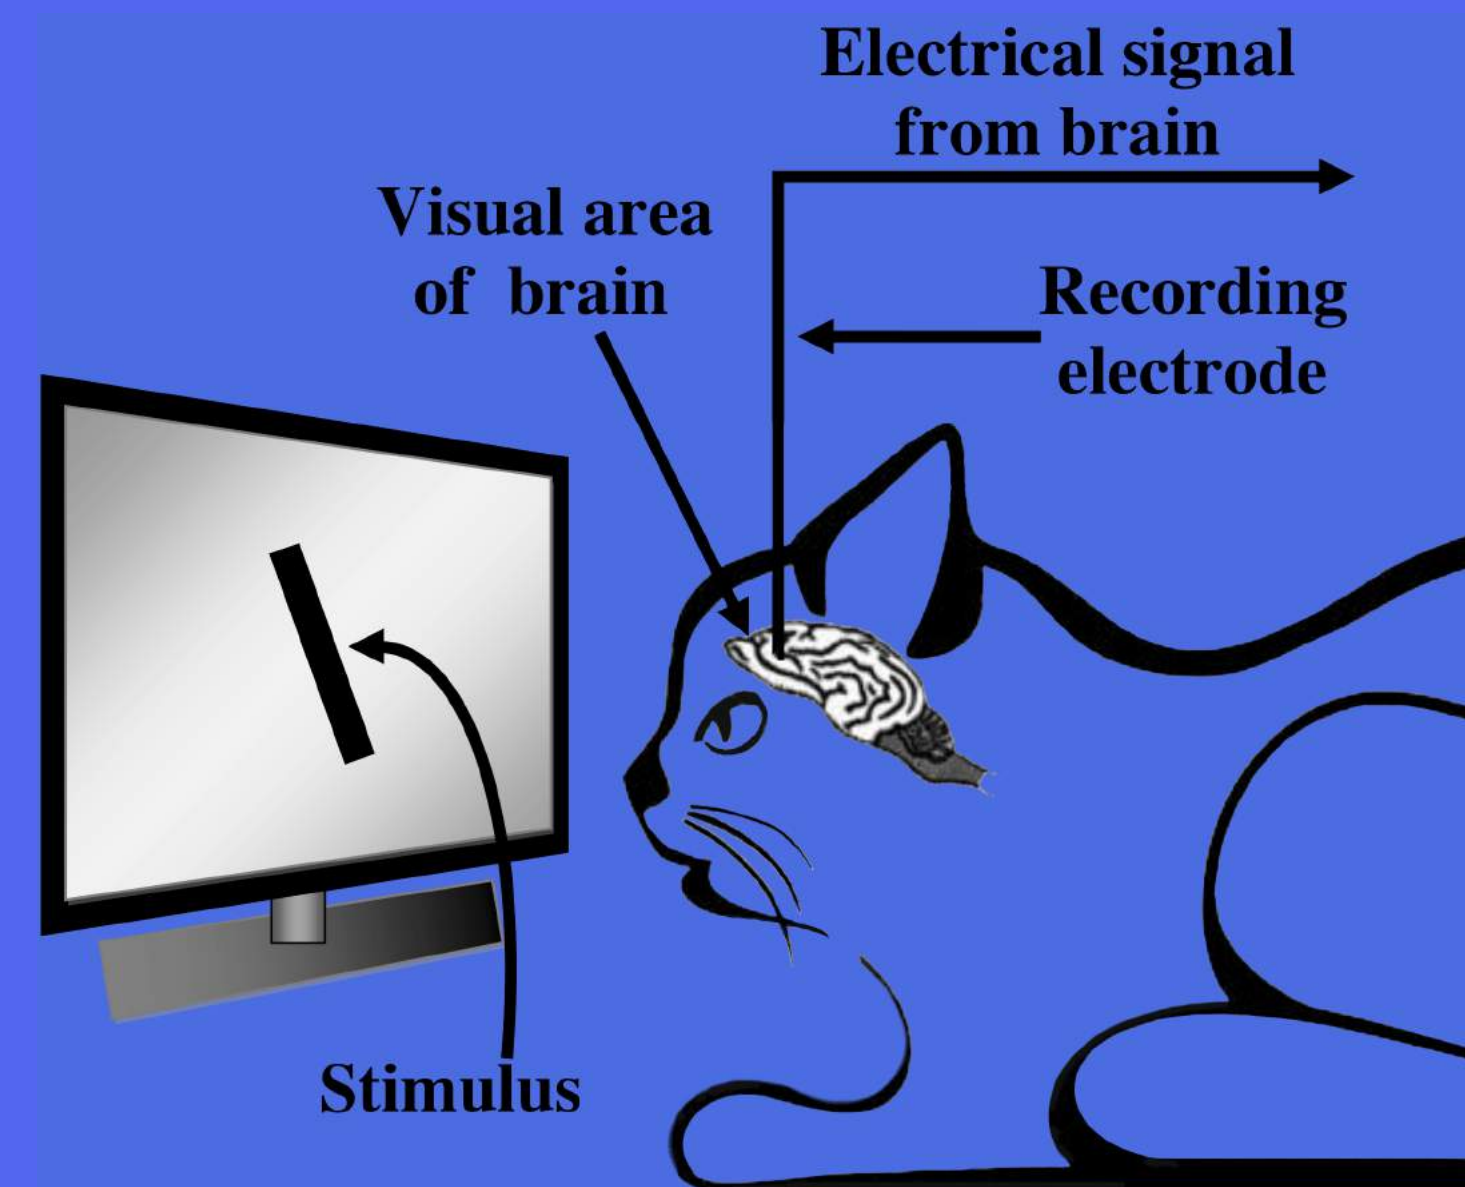 Electrical signal
from brain
Visual area
of brain
Recording
electrode
Stimulus